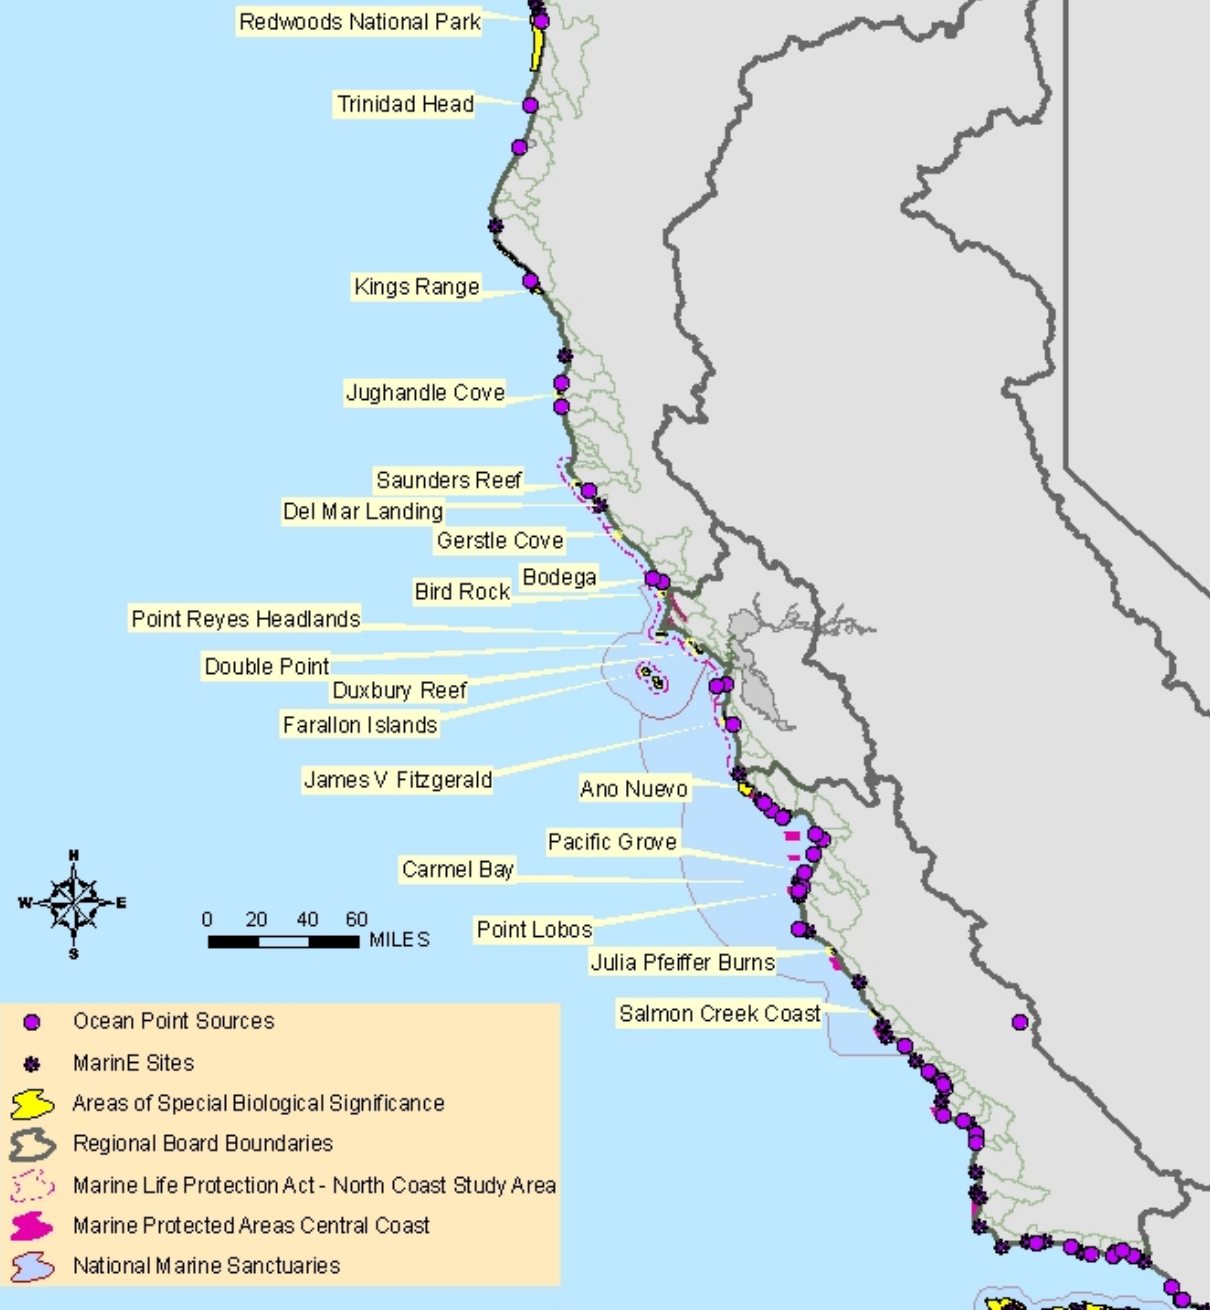 Redwoods National Park
Trinidad Head
Kings Range
Jughandle Cove
Saunders Reef
Del Mar Landing
Gerstle Cove
Bodega
Bird Rock
Point Reyes Headlands
Double Point
Duxbury Reef
Farallon Islands
James V Fitzgerald
Ano Nuevo
Pacific Grove
Carmel Bay
Point Lobos
Julia Pfeiffer Burns
Salmon Creek Coast
N
W E
S
0 20 40 60
MILES
Ocean Point Sources
MarinE Sites
Areas of Special Biological Significance
Regional Board Boundaries
Marine Life Protection Act - North Coast Study Area
Marine Protected Areas Central Coast
National Marine Sanctuaries